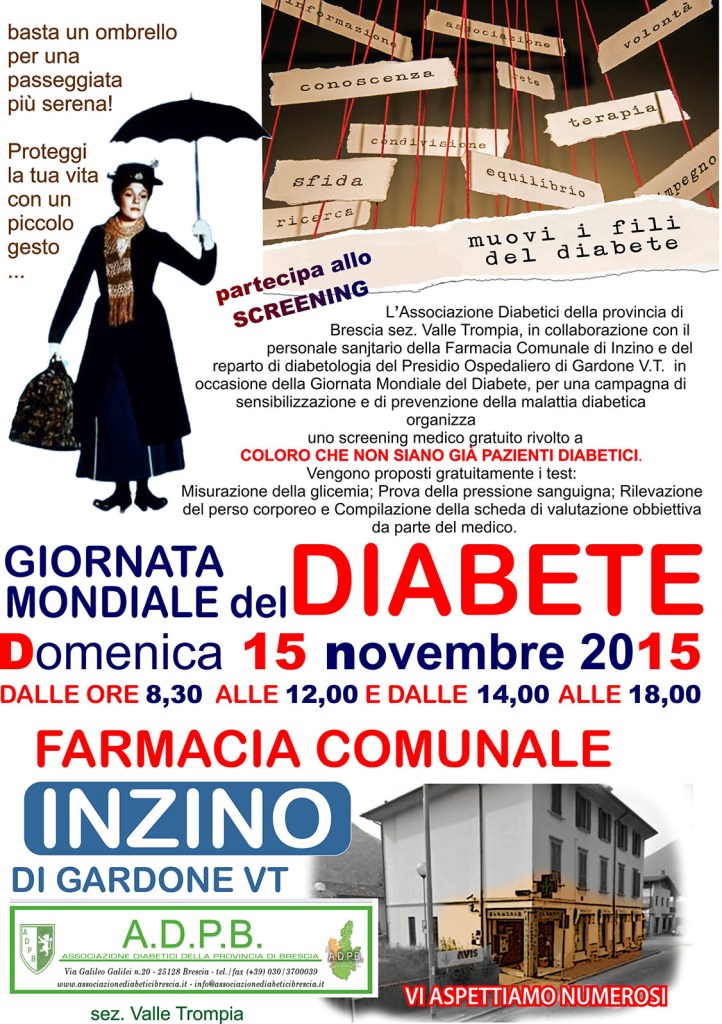 basta un ombrello
per una
passeggiata
più serena!
Proteggi
la tua vita
con un
piccolo
gesto
...
informazione
associazione
volontà
conoscenza
rete
terapia
condivisione
sfida
equilibrio
impegno
ricerca
muovi i fili
del diabete
partecipa allo
SCREENING
L'Associazione Diabetici della provincia di
Brescia sez. Valle Trompia, in collaborazione con il
personale sanjtario della Farmacia Comunale di Inzino e del
reparto di diabetologia del Presidio Ospedaliero di Gardone V.T. in
occasione della Giornata Mondiale del Diabete, per una campagna di
sensibilizzazione e di prevenzione della malattia diabetica
organizza
uno screening medico gratuito rivolto a
COLORO CHE NON SIANO GIÀ PAZIENTI DIABETICI.
Vengono proposti gratuitamente i test:
Misurazione della glicemia; Prova della pressione sanguigna; Rilevazione
del perso corporeo e Compilazione della scheda di valutazione obbiettiva
da parte del medico.
GIORNATA
MONDIALE del DIABETE
Domenica 15 novembre 2015
DALLE ORE 8,30 ALLE 12,00 E DALLE 14,00 ALLE 18,00
FARMACIA COMUNALE
INZINO
DI GARDONE VT
A D P B
A.D.P.B.
ASSOCIAZIONE DIABETICI DELLA PROVINCIA DI BRESCIA
A.D.P.B.
Via Galileo Galilei n.20 - 25128 Brescia - tel./fax (+39) 030/3700039
www.associazionediabeticibrescia.it - info@associazionediabeticibrescia.it
sez. Valle Trompia
AVIS
VI ASPETTIAMO NUMEROSI